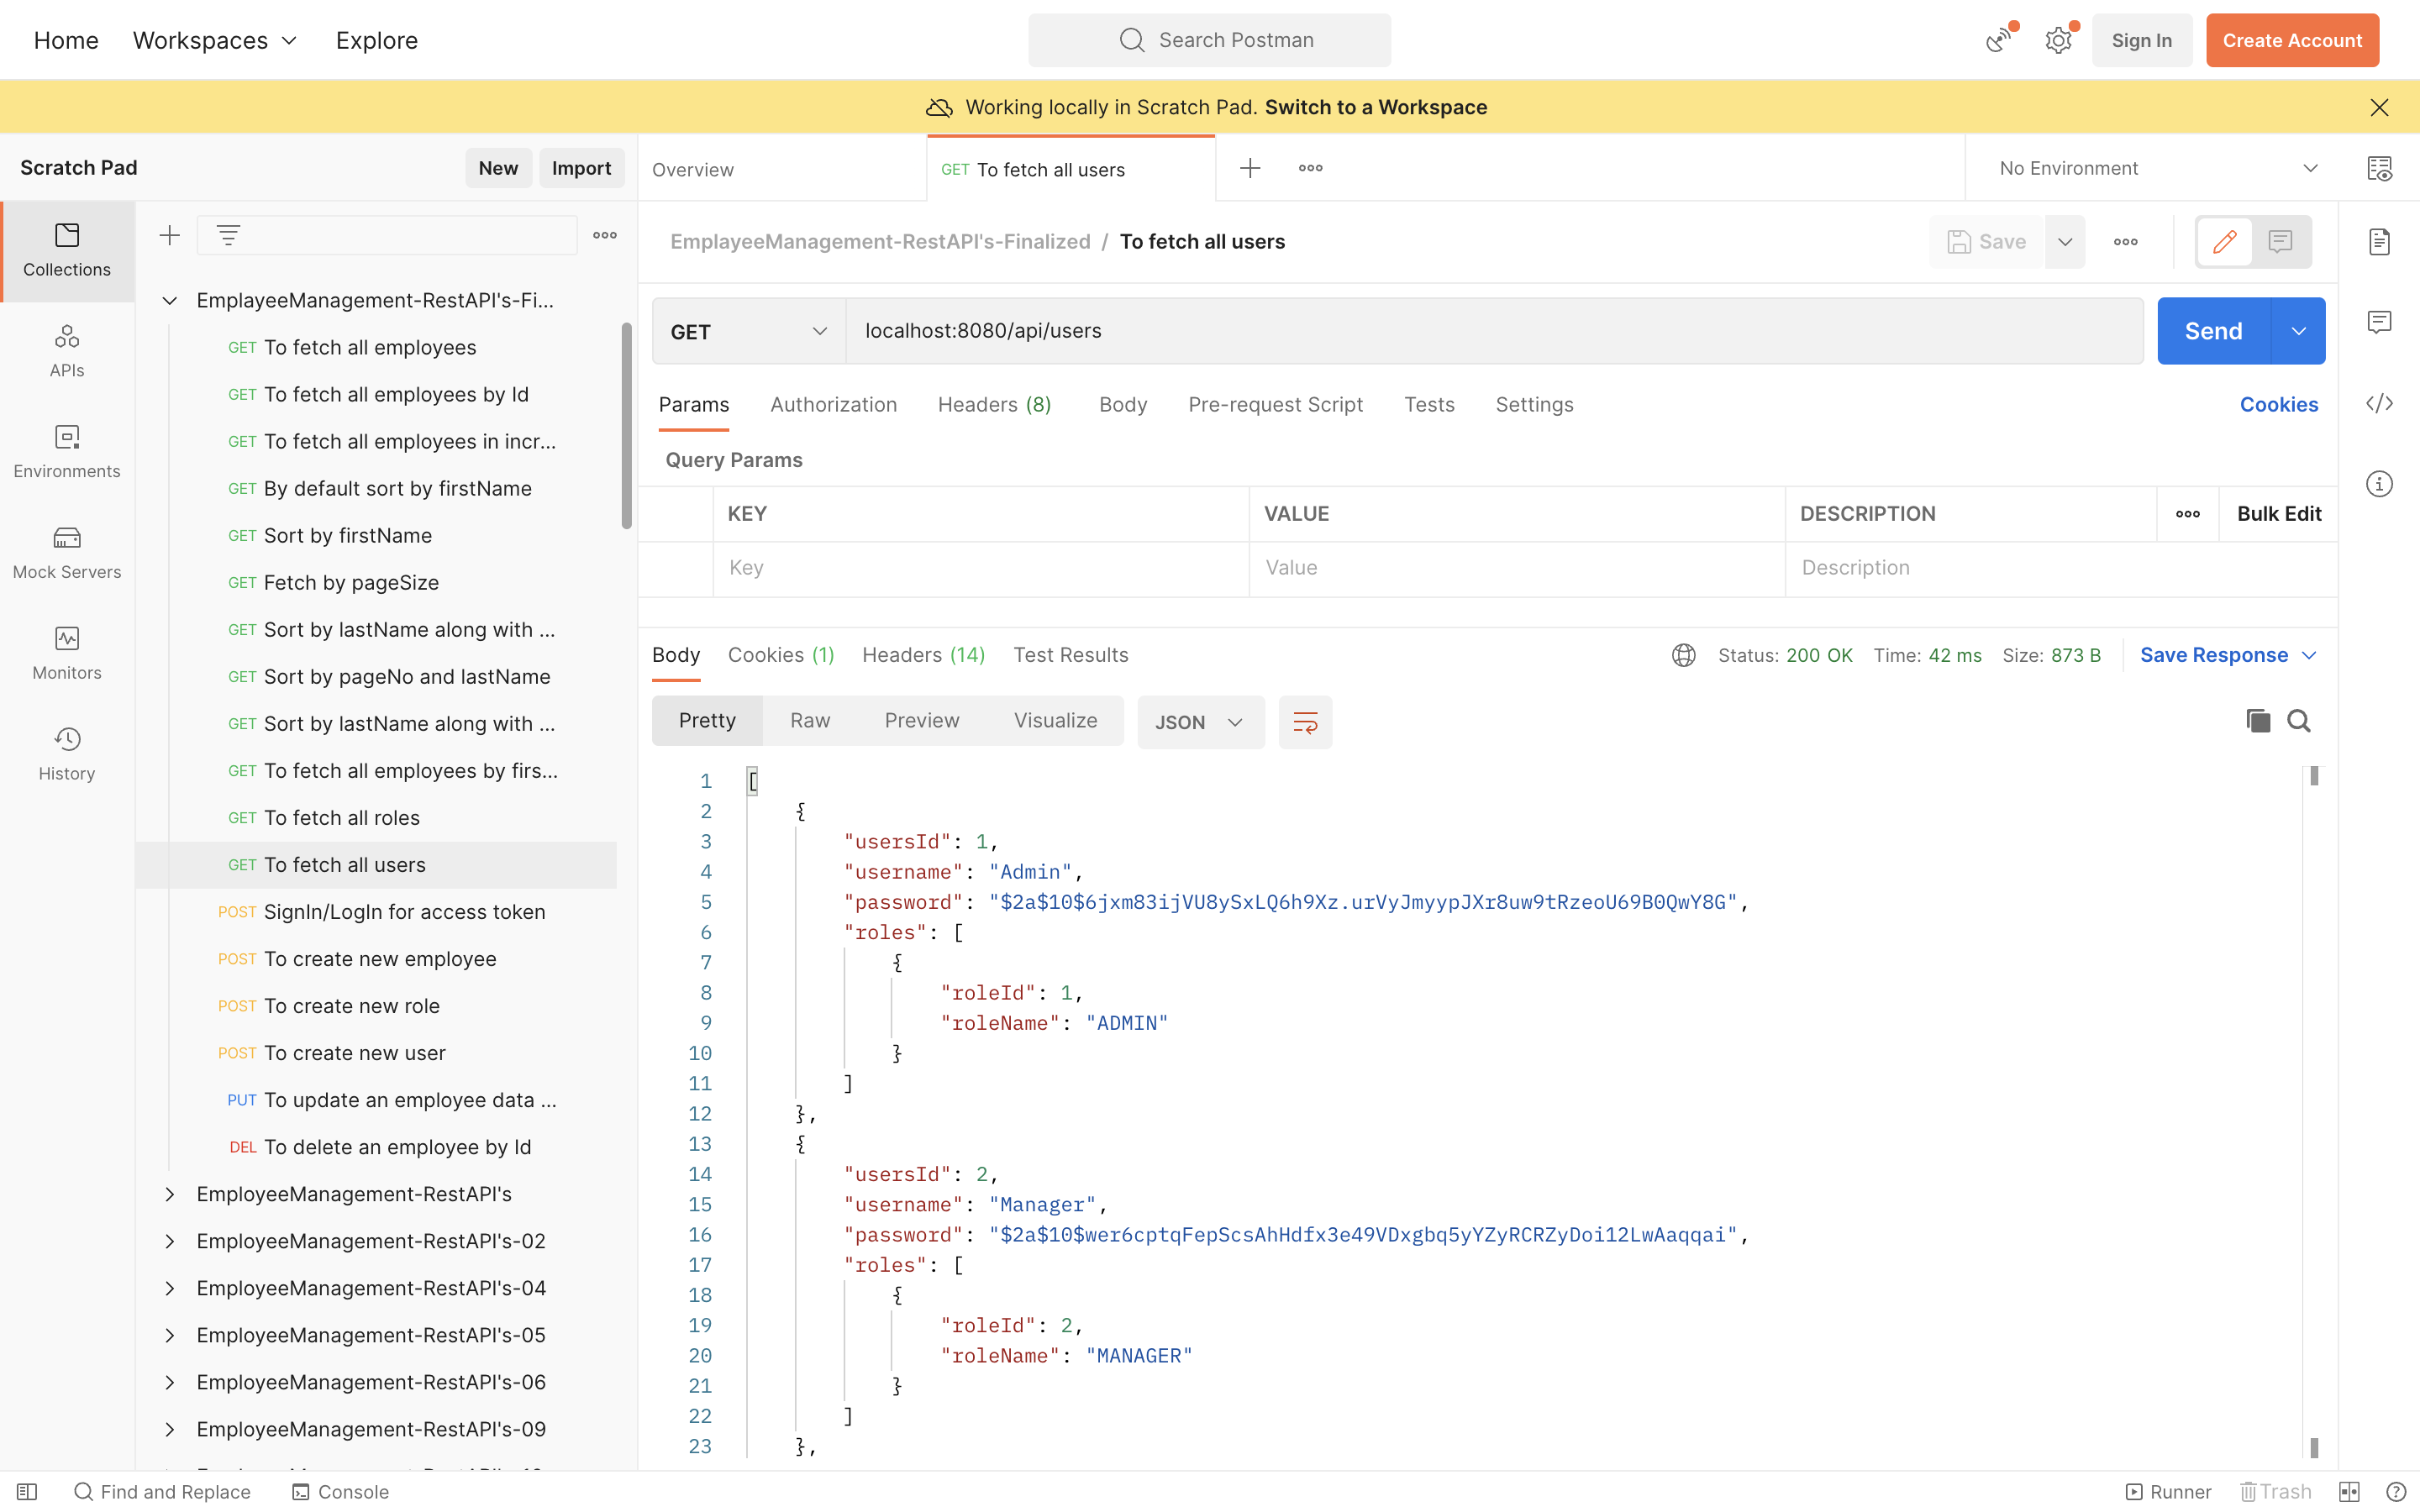 Home Workspaces Explore Search Postman Sign In Create Account
Working locally in Scratch Pad. Switch to a Workspace
Scratch Pad New Import
Overview GET To fetch all users No Environment
Collections
APIs
Environments
Mock Servers
Monitors
History
EmplayeeManagement-RestAPI's-Fi...
GET To fetch all employees
GET To fetch all employees by Id
GET To fetch all employees in incr...
GET By default sort by firstName
GET Sort by firstName
GET Fetch by pageSize
GET Sort by lastName along with ...
GET Sort by pageNo and lastName
GET Sort by lastName along with ...
GET To fetch all employees by firs...
GET To fetch all roles
GET To fetch all users
POST SignIn/LogIn for access token
POST To create new employee
POST To create new role
POST To create new user
PUT To update an employee data ...
DEL To delete an employee by Id
EmployeeManagement-RestAPI's
EmployeeManagement-RestAPI's-02
EmployeeManagement-RestAPI's-04
EmployeeManagement-RestAPI's-05
EmployeeManagement-RestAPI's-06
EmployeeManagement-RestAPI's-09
EmplayeeManagement-RestAPI's-Finalized / To fetch all users Save
GET localhost:8080/api/users Send
Params Authorization Headers (8) Body Pre-request Script Tests Settings Cookies
Query Params
KEY VALUE DESCRIPTION Bulk Edit
Key Value Description
Body Cookies (1) Headers (14) Test Results Status: 200 OK Time: 42 ms Size: 873 B Save Response
Pretty Raw Preview Visualize JSON
1 [
2 {
3 "usersId": 1,
4 "username": "Admin",
5 "password": "$2a$10$6jxm83ijVU8ySxLQ6h9Xz.urVyJmyypJXr8uw9tRzeoU69B0QwY8G",
6 "roles": [
7 {
8 "roleId": 1,
9 "roleName": "ADMIN"
10 }
11 ]
12 },
13 {
14 "usersId": 2,
15 "username": "Manager",
16 "password": "$2a$10$wer6cptqFepScsAhHdfx3e49VDxgbq5yYZyRCRZyDoi12LwAaqqai",
17 "roles": [
18 {
19 "roleId": 2,
20 "roleName": "MANAGER"
21 }
22 ]
23 },
Find and Replace Console Runner Trash